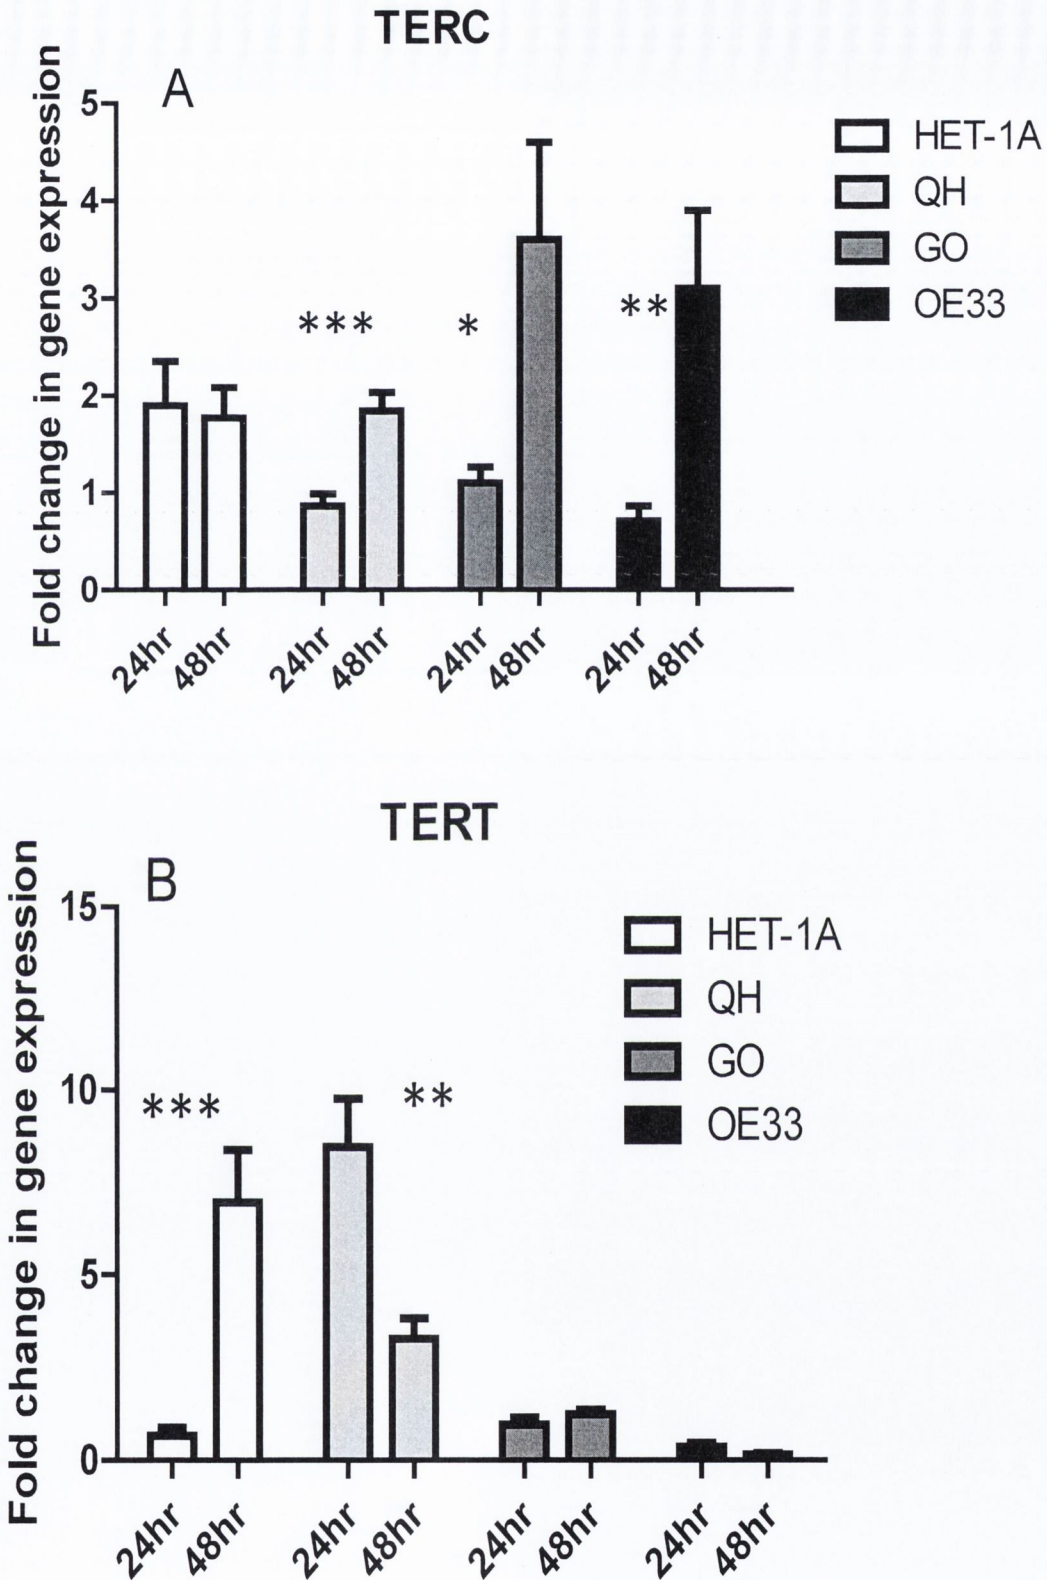 TERC
A
Fold change in gene expression
5
4
3
2
1
0
***
*
**
HET-1A
QH
GO
OE33
24hr 48hr 24hr 48hr 24hr 48hr 24hr 48hr
TERT
B
Fold change in gene expression
15
10
5
0
***
**
HET-1A
QH
GO
OE33
24hr 48hr 24hr 48hr 24hr 48hr 24hr 48hr